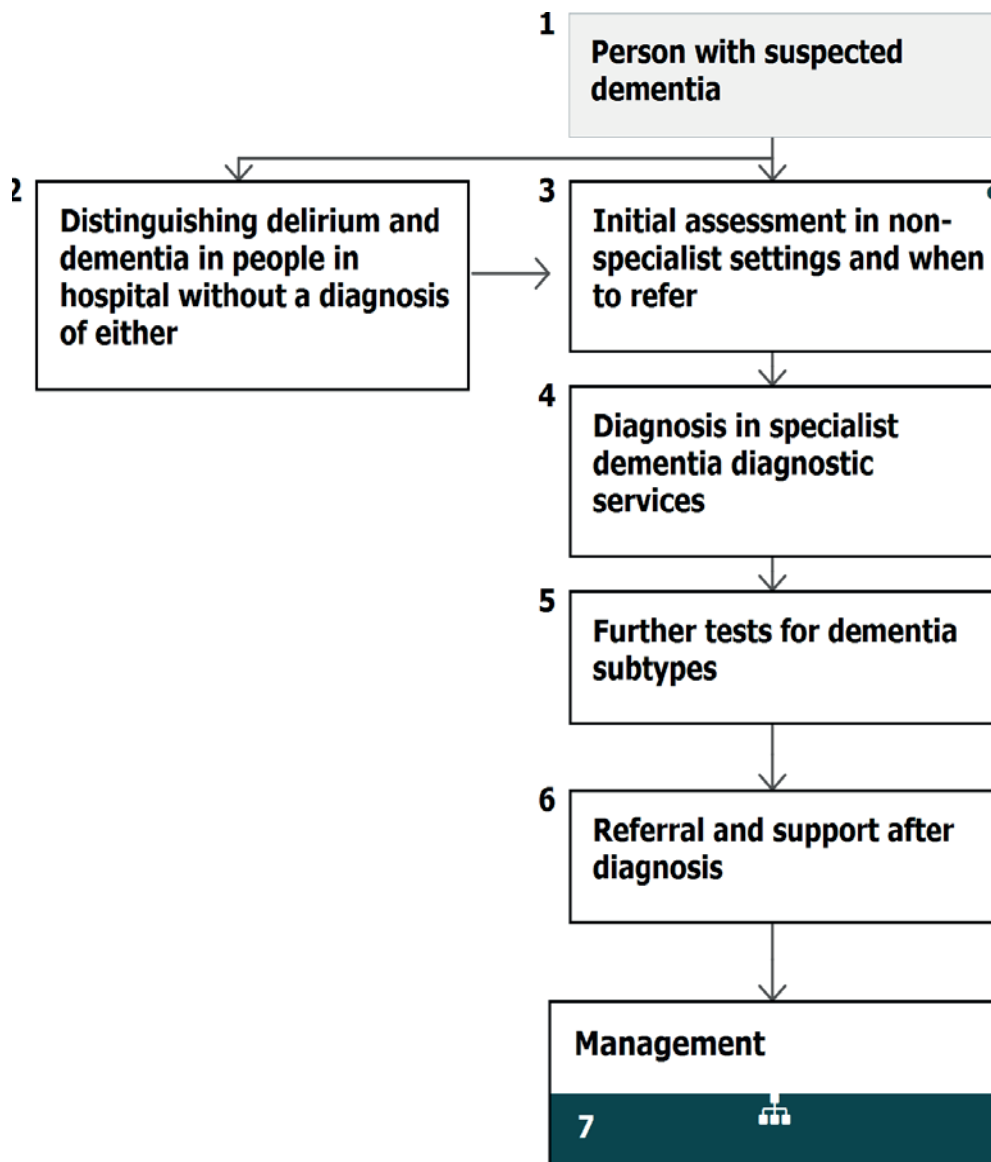 1
Person with suspected
dementia
2
Distinguishing delirium and
dementia in people in
hospital without a diagnosis
of either
3
Initial assessment in non-
specialist settings and when
to refer
4
Diagnosis in specialist
dementia diagnostic
services
5
Further tests for dementia
subtypes
6
Referral and support after
diagnosis
Management
7